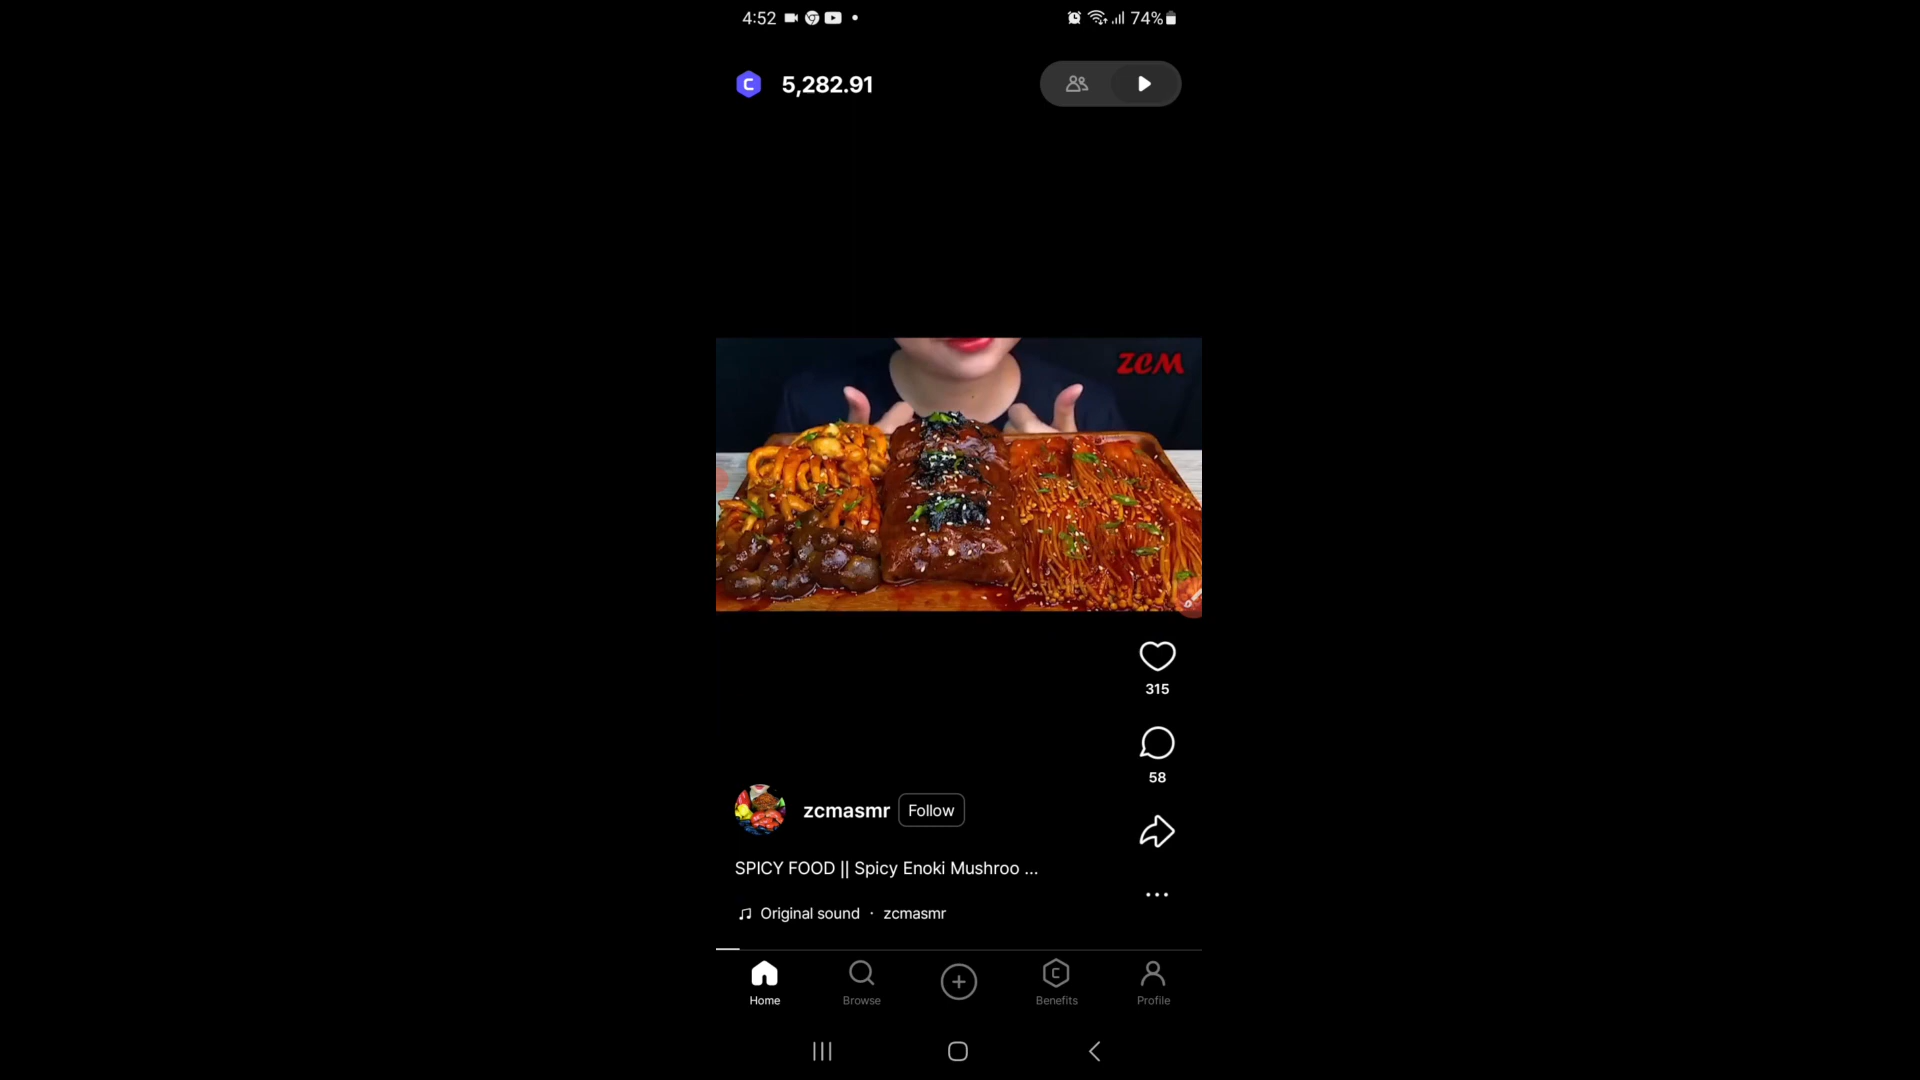 4:52
74%
C 5,282.91
ZCM
315
58
zcmasmr Follow
SPICY FOOD || Spicy Enoki Mushroo ...
Original sound · zcmasmr
Home Browse Benefits Profile